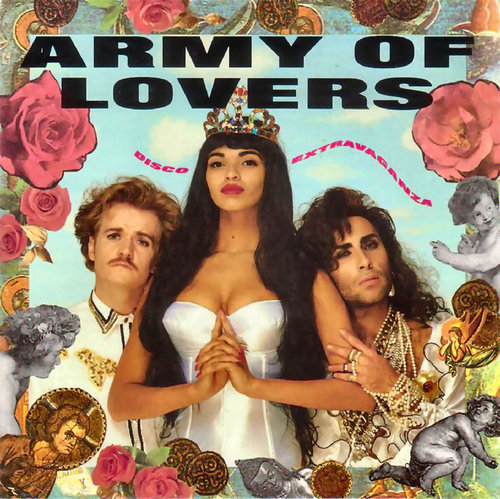 ARMY OF
LOVERS
DISCO
EXTRAVAGANZA